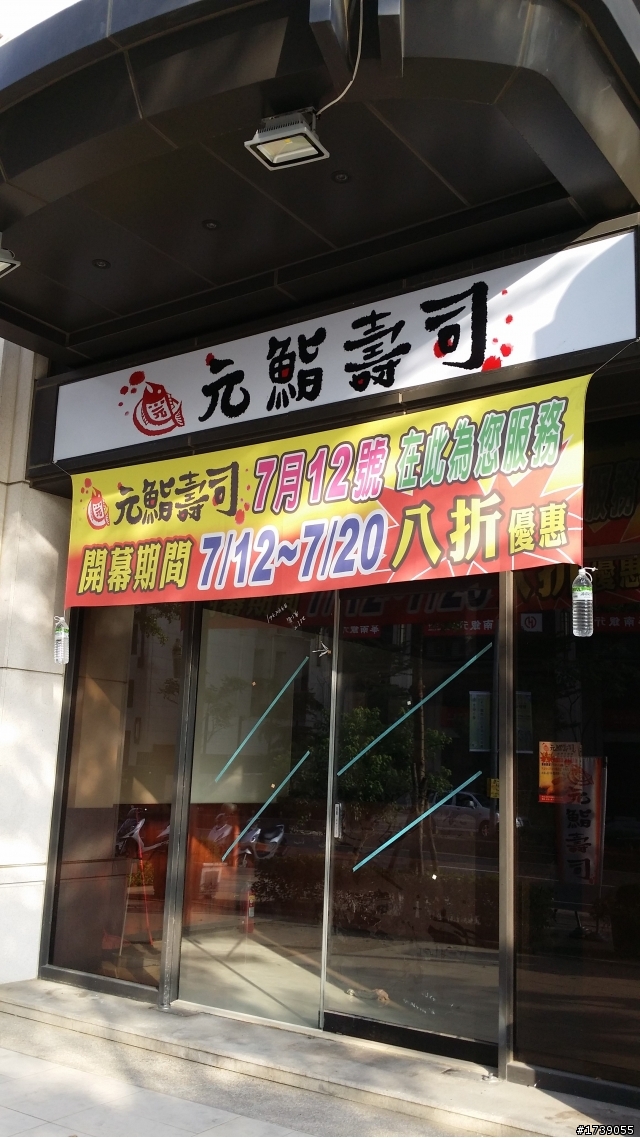 元鮨壽司
元鮨壽司 7月12號 在此為您服務
開幕期間 7/12~7/20 八折 優惠
元鮨壽司
#1739055